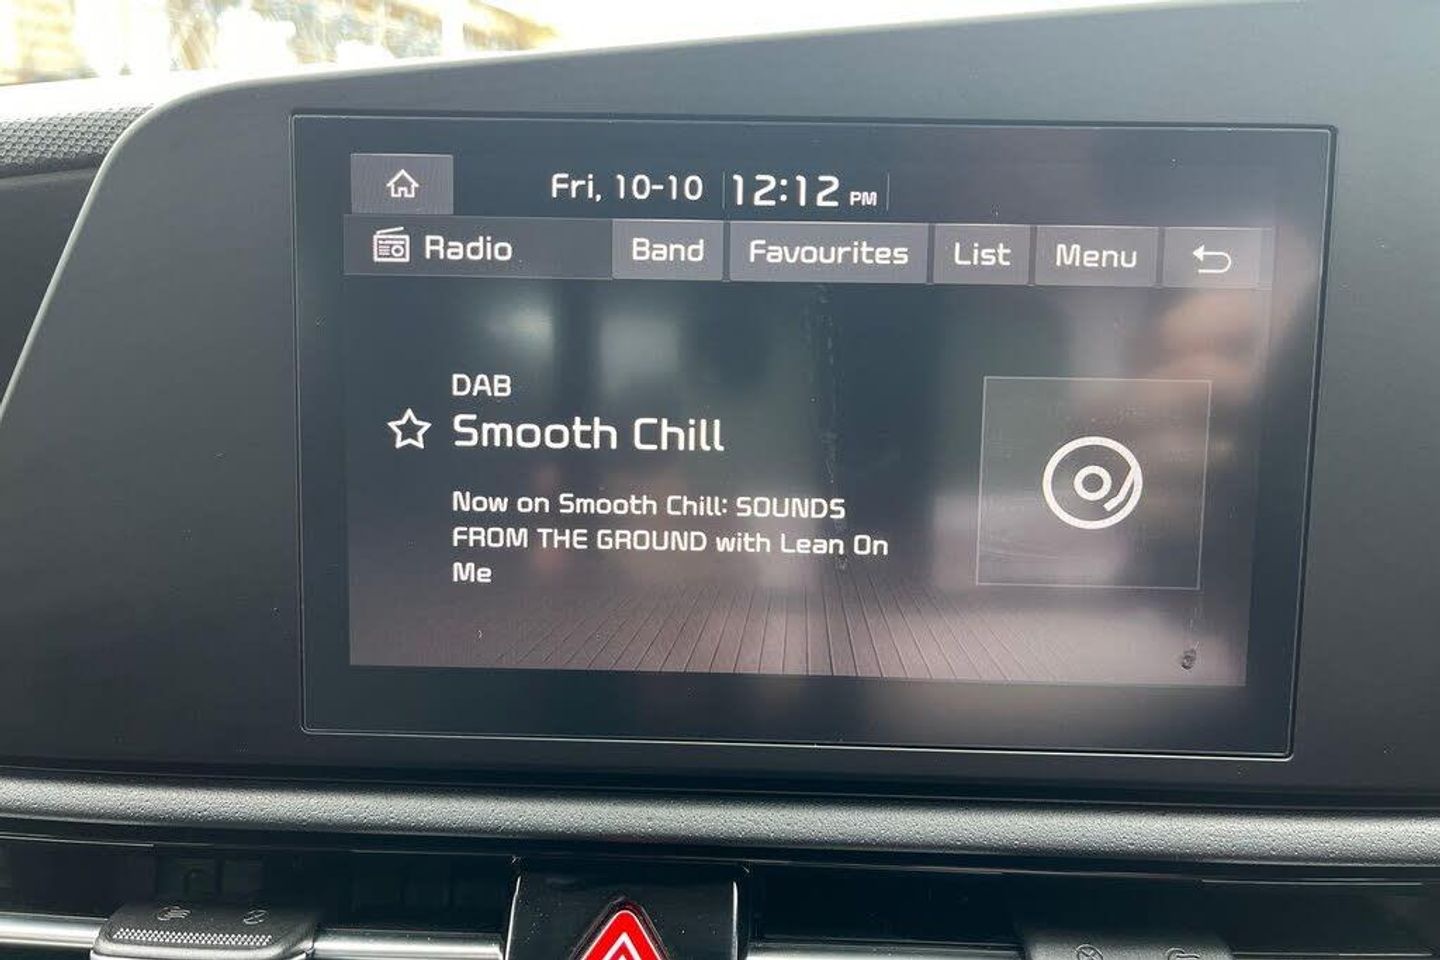 Fri, 10-10 12:12 PM
Radio Band Favourites List Menu
DAB
Smooth Chill
Now on Smooth Chill: SOUNDS
FROM THE GROUND with Lean On
Me